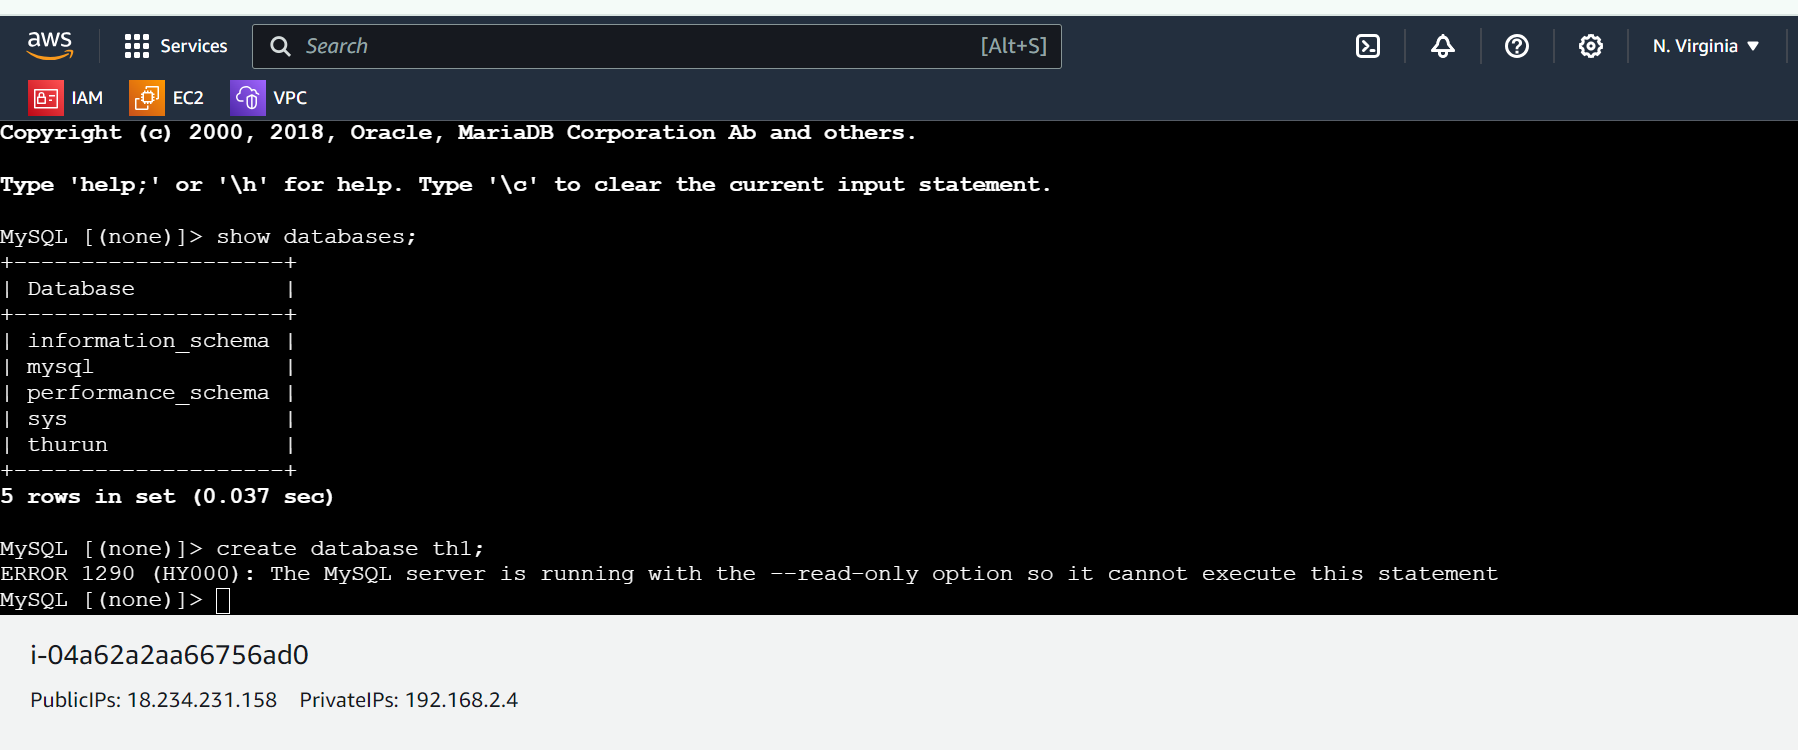 aws
Services
Search [Alt+S]
N. Virginia
IAM
EC2
VPC
Copyright (c) 2000, 2018, Oracle, MariaDB Corporation Ab and others.
Type 'help;' or '\h' for help. Type '\c' to clear the current input statement.
MySQL [(none)]> show databases;
+--------------------+
| Database           |
+--------------------+
| information_schema |
| mysql              |
| performance_schema |
| sys                |
| thurun             |
+--------------------+
5 rows in set (0.037 sec)
MySQL [(none)]> create database th1;
ERROR 1290 (HY000): The MySQL server is running with the --read-only option so it cannot execute this statement
MySQL [(none)]>
i-04a62a2aa66756ad0
PublicIPs: 18.234.231.158 PrivateIPs: 192.168.2.4